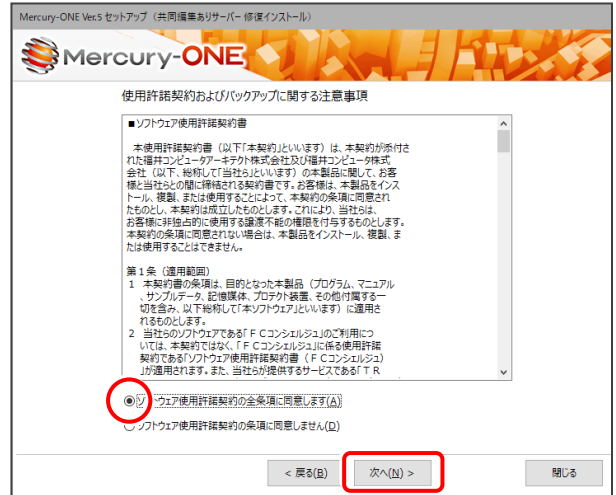 Mercury-ONE Ver.5 セットアップ（共同編集ありサーバー 修復インストール）
Mercury-ONE
使用許諾契約およびバックアップに関する注意事項
■ソフトウェア使用許諾契約書
本使用許諾契約書（以下「本契約」といいます）は、本契約が添付さ
れた福井コンピュータアーキテクト株式会社及び福井コンピュータ株式
会社（以下、総称して「当社ら」といいます）の本製品に関して、お客
様と当社らとの間に締結される契約書です。お客様は、本製品をインス
トール、複製、または使用することによって、本契約の条項に同意され
たものとし、本契約は成立したものとします。これにより、当社らは、
お客様に非独占的に使用する譲渡不能の権限を付与するものとします。
本契約の条項に同意されない場合は、本製品をインストール、複製、ま
たは使用することはできません。
第１条（適用範囲）
１ 本契約書の条項は、目的となった本製品（プログラム、マニュアル
、サンプルデータ、記憶媒体、プロテクト装置、その他付属する一
切を含み、以下総称して「本ソフトウェア」といいます）に適用さ
れるものとします。
２ 当社らのソフトウェアである「ＦＣコンシェルジュ」のご利用につ
いては、本契約ではなく、「ＦＣコンシェルジュ」に係る使用許諾
契約である「ソフトウェア使用許諾契約書（ＦＣコンシェルジュ）
」が適用されます。また、当社らが提供するサービスである「ＴＲ
ソフトウェア使用許諾契約の全条項に同意します(A)
ソフトウェア使用許諾契約の条項に同意しません(D)
< 戻る(B)
次へ(N) >
閉じる